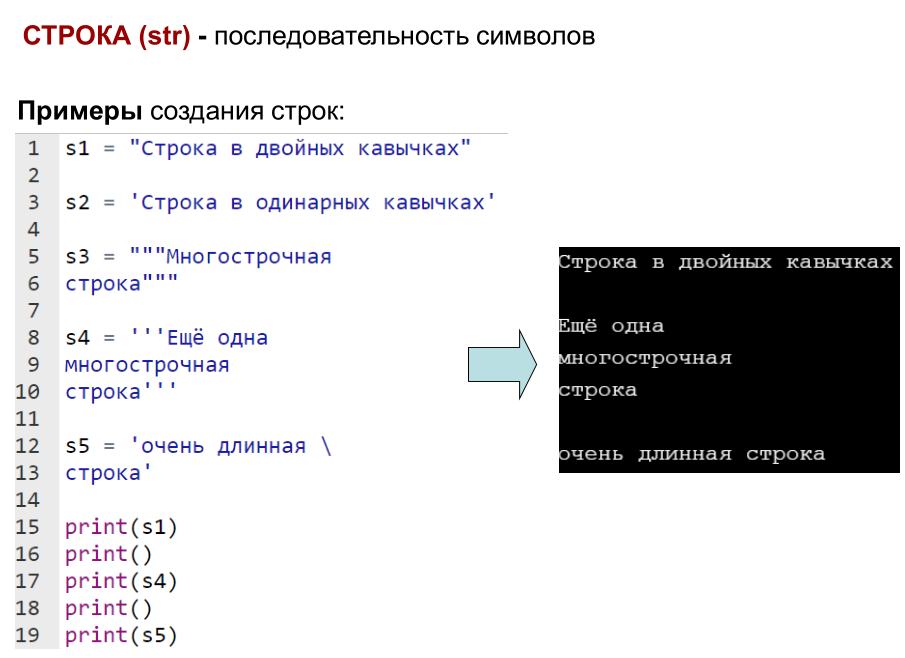 СТРОКА (str) - последовательность символов
Примеры создания строк:
1 s1 = "Строка в двойных кавычках"
2
3 s2 = 'Строка в одинарных кавычках'
4
5 s3 = """Многострочная
6 строка"""
7
8 s4 = '''Ещё одна
9 многострочная
10 строка'''
11
12 s5 = 'очень длинная \
13 строка'
14
15 print(s1)
16 print()
17 print(s4)
18 print()
19 print(s5)
Строка в двойных кавычках
Ещё одна
многострочная
строка
очень длинная строка